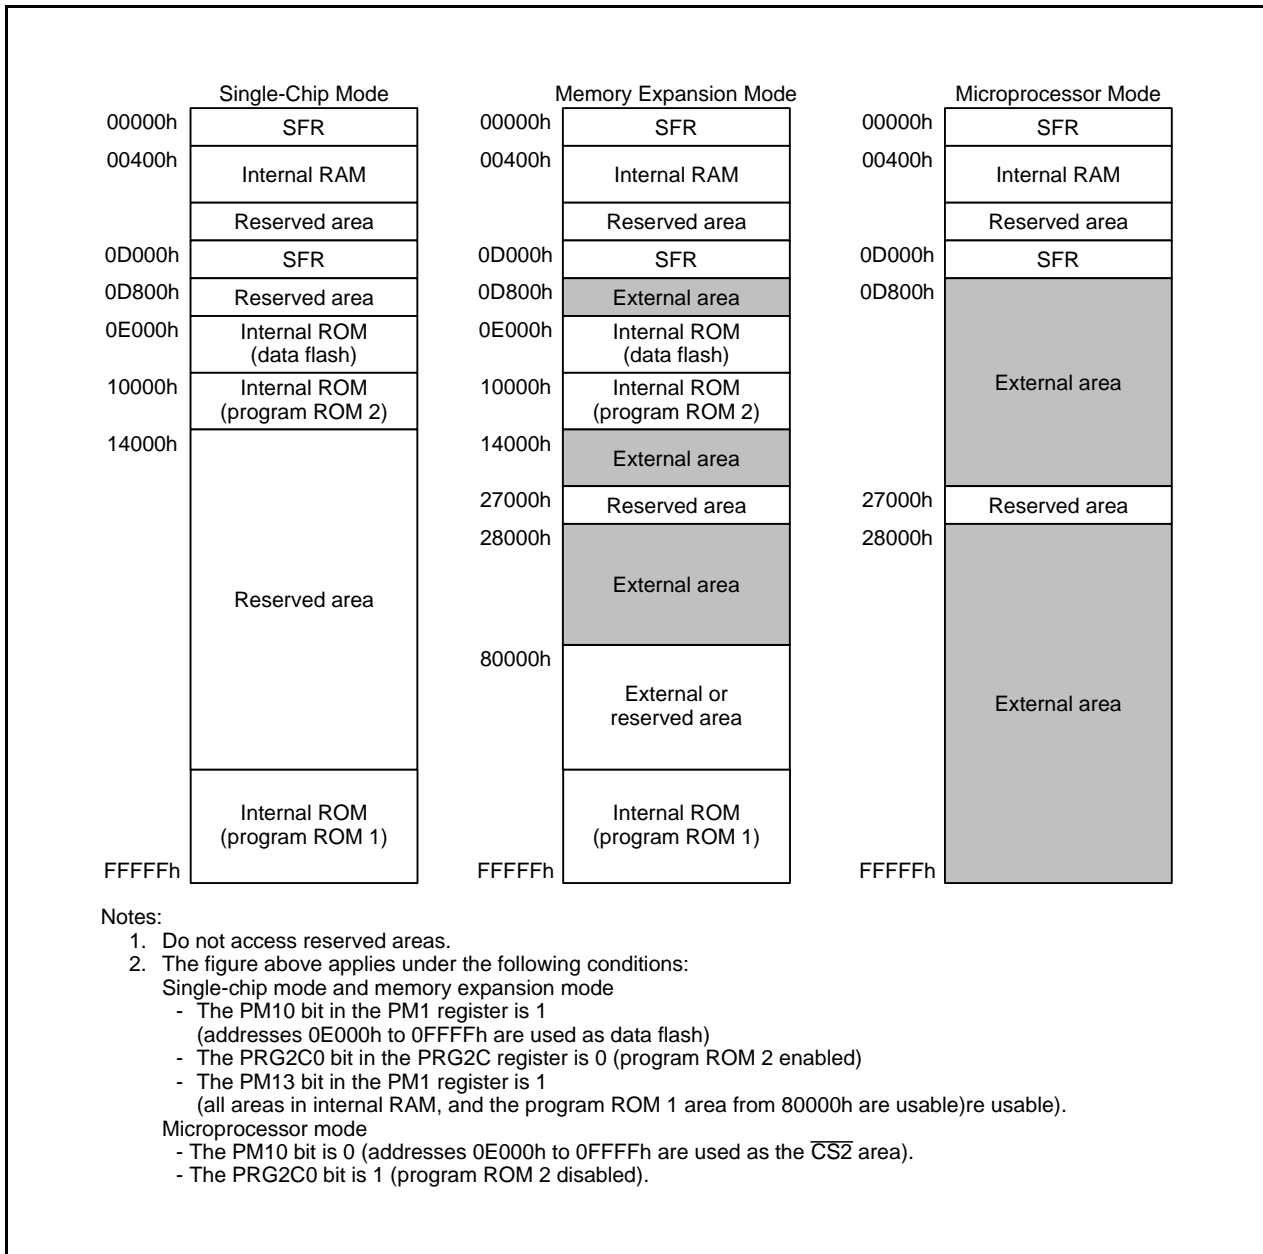 Single-Chip Mode
00000h
SFR
00400h
Internal RAM
Reserved area
0D000h
SFR
0D800h
Reserved area
0E000h
Internal ROM
(data flash)
10000h
Internal ROM
(program ROM 2)
14000h
Reserved area
Internal ROM
(program ROM 1)
FFFFFh
Memory Expansion Mode
00000h
SFR
00400h
Internal RAM
Reserved area
0D000h
SFR
0D800h
External area
0E000h
Internal ROM
(data flash)
10000h
Internal ROM
(program ROM 2)
14000h
External area
27000h
Reserved area
28000h
External area
80000h
External or
reserved area
Internal ROM
(program ROM 1)
FFFFFh
Microprocessor Mode
00000h
SFR
00400h
Internal RAM
Reserved area
0D000h
SFR
0D800h
External area
27000h
Reserved area
28000h
External area
FFFFFh
Notes:
1. Do not access reserved areas.
2. The figure above applies under the following conditions:
Single-chip mode and memory expansion mode
- The PM10 bit in the PM1 register is 1
(addresses 0E000h to 0FFFFh are used as data flash)
- The PRG2C0 bit in the PRG2C register is 0 (program ROM 2 enabled)
- The PM13 bit in the PM1 register is 1
(all areas in internal RAM, and the program ROM 1 area from 80000h are usable)re usable).
Microprocessor mode
- The PM10 bit is 0 (addresses 0E000h to 0FFFFh are used as the C̅S̅2̅ area).
- The PRG2C0 bit is 1 (program ROM 2 disabled).